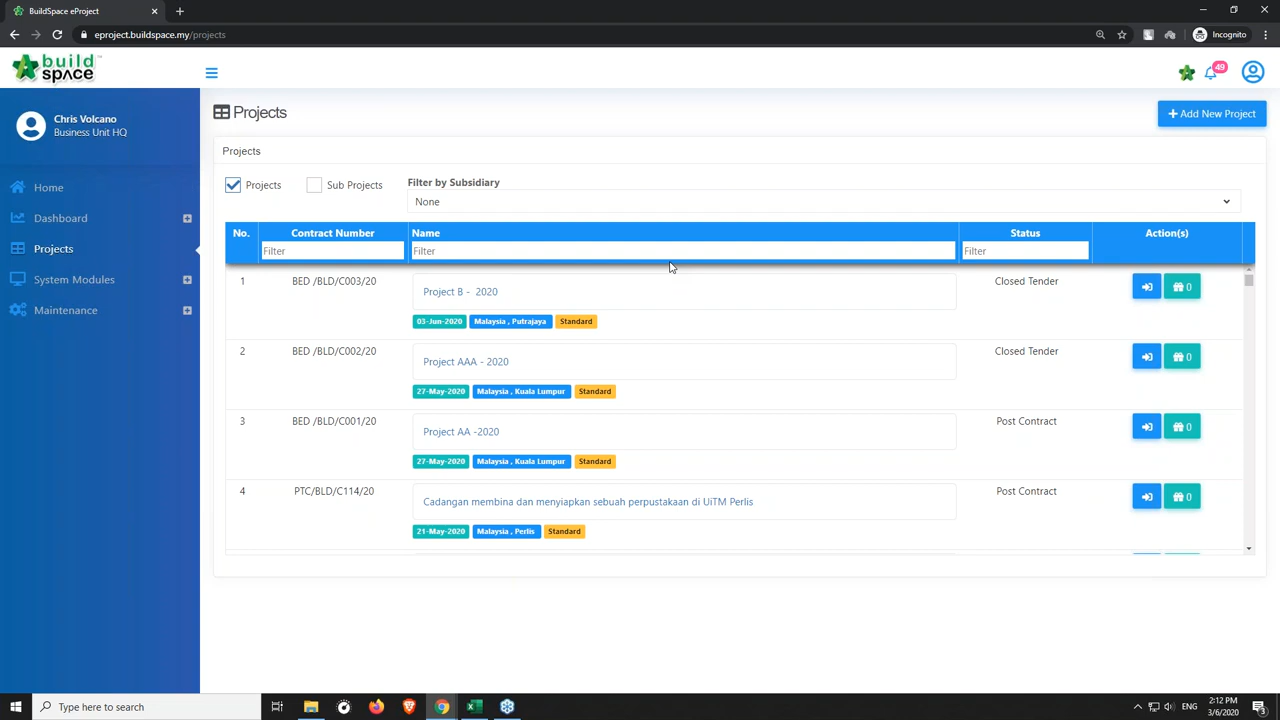 BuildSpace eProject
eproject.buildspace.my/projects
Incognito
build space
49
Chris Volcano
Business Unit HQ
Home
Dashboard
Projects
System Modules
Maintenance
Projects
+ Add New Project
Projects
Projects
Sub Projects
Filter by Subsidiary
None
No.
Contract Number
Name
Status
Action(s)
Filter
Filter
Filter
1
BED /BLD/C003/20
Project B - 2020
Closed Tender
0
03-Jun-2020
Malaysia , Putrajaya
Standard
2
BED /BLD/C002/20
Project AAA - 2020
Closed Tender
0
27-May-2020
Malaysia , Kuala Lumpur
Standard
3
BED /BLD/C001/20
Project AA -2020
Post Contract
0
27-May-2020
Malaysia , Kuala Lumpur
Standard
4
PTC/BLD/C114/20
Cadangan membina dan menyiapkan sebuah perpustakaan di UiTM Perlis
Post Contract
0
21-May-2020
Malaysia , Perlis
Standard
Type here to search
ENG
2:12 PM
3/6/2020
3